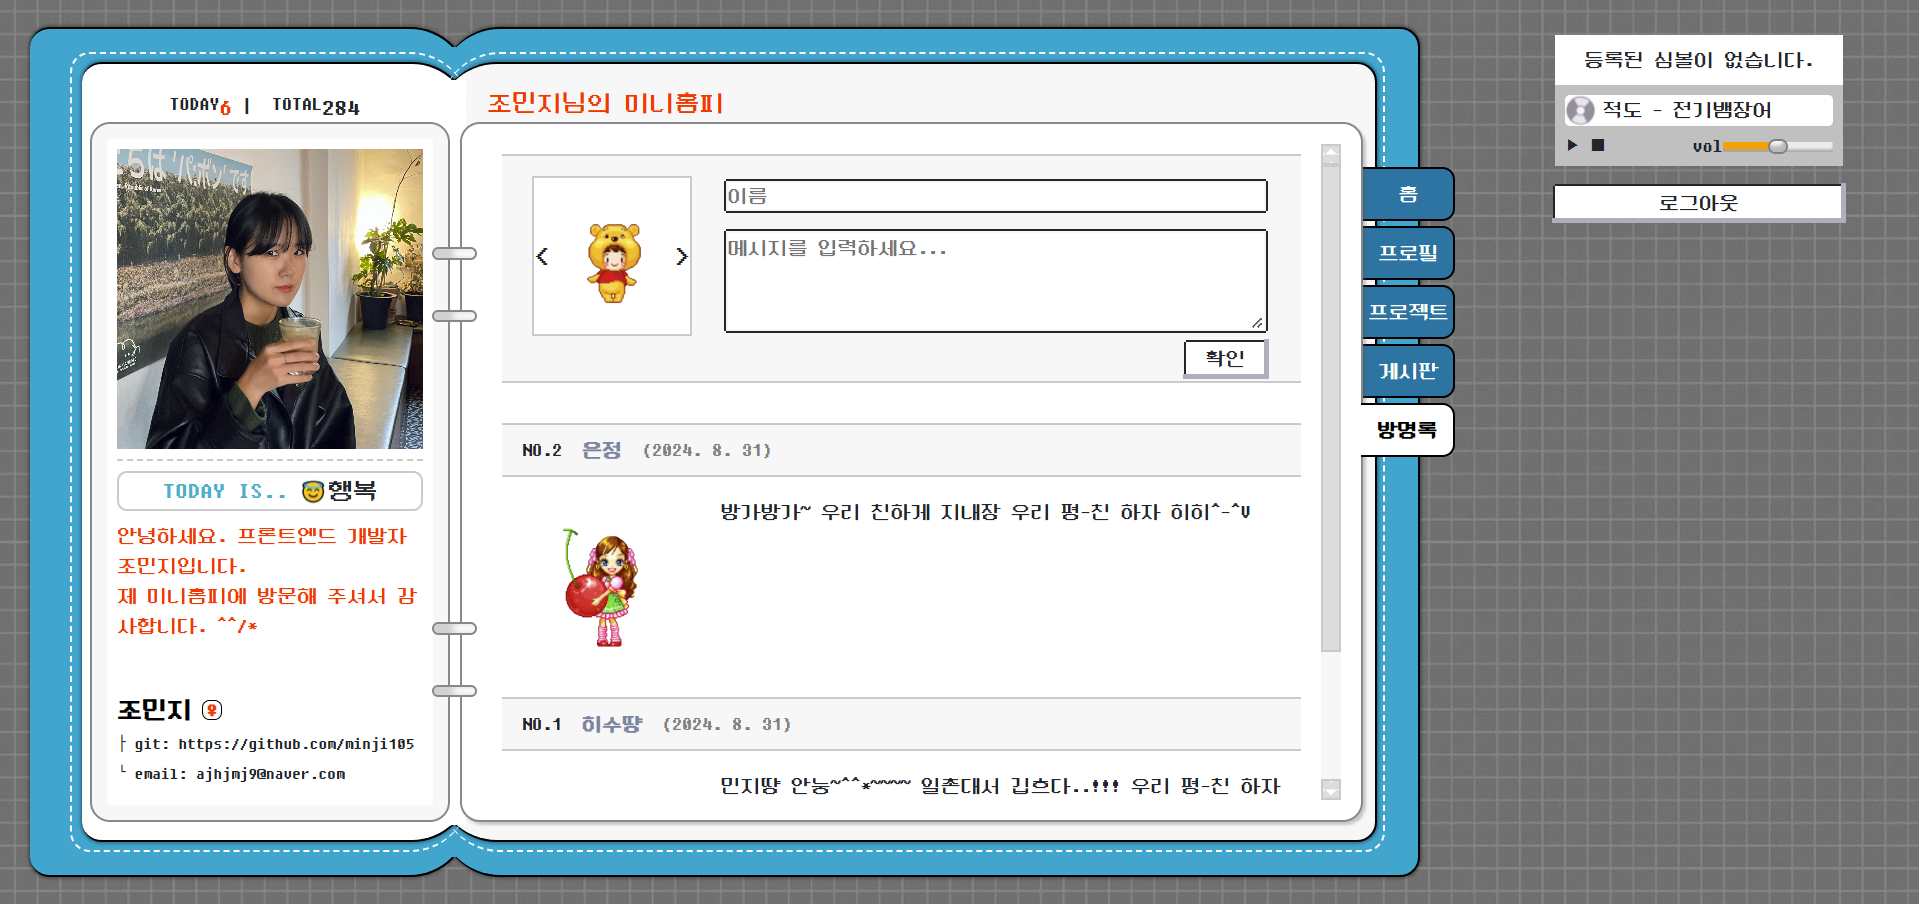 TODAY6 | TOTAL284
조민지님의 미니홈피
ちは 'パ・ボン' です
TODAY IS.. 😇행복
안녕하세요. 프론트엔드 개발자
조민지입니다.
제 미니홈피에 방문해 주셔서 감
사합니다. ^^/*
조민지
├ git: https://github.com/minji105
└ email: ajhjmj9@naver.com
이름
메시지를 입력하세요...
확인
NO.2 은정 (2024. 8. 31)
방가방가~ 우리 친하게 지내장 우리 평-친 하자 히히^-^v
NO.1 히수땽 (2024. 8. 31)
민지땽 안능~^^*~~~~ 일촌대서 깁흐다..!!! 우리 평-친 하자
홈
프로필
프로젝트
게시판
방명록
등록된 심볼이 없습니다.
적도 - 전기뱀장어
vol
로그아웃